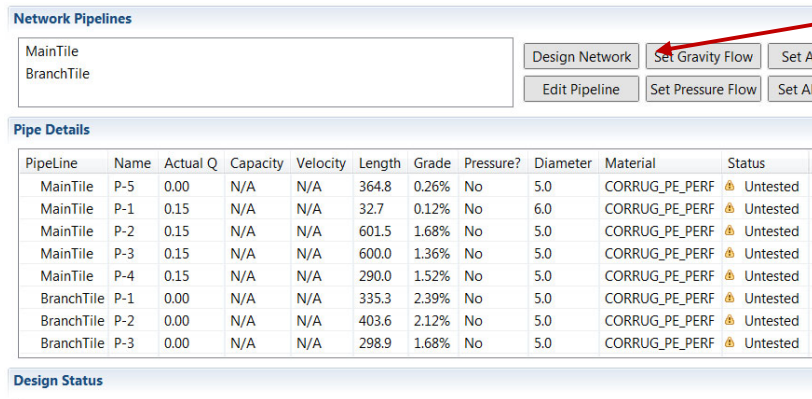 Network Pipelines
MainTile
BranchTile
Design Network Set Gravity Flow Set A
Edit Pipeline Set Pressure Flow Set Al
Pipe Details
PipeLine Name Actual Q Capacity Velocity Length Grade Pressure? Diameter Material Status
MainTile P-5 0.00 N/A N/A 364.8 0.26% No 5.0 CORRUG_PE_PERF Untested
MainTile P-1 0.15 N/A N/A 32.7 0.12% No 6.0 CORRUG_PE_PERF Untested
MainTile P-2 0.15 N/A N/A 601.5 1.68% No 5.0 CORRUG_PE_PERF Untested
MainTile P-3 0.15 N/A N/A 600.0 1.36% No 5.0 CORRUG_PE_PERF Untested
MainTile P-4 0.15 N/A N/A 290.0 1.52% No 5.0 CORRUG_PE_PERF Untested
BranchTile P-1 0.00 N/A N/A 335.3 2.39% No 5.0 CORRUG_PE_PERF Untested
BranchTile P-2 0.00 N/A N/A 403.6 2.12% No 5.0 CORRUG_PE_PERF Untested
BranchTile P-3 0.00 N/A N/A 298.9 1.68% No 5.0 CORRUG_PE_PERF Untested
Design Status